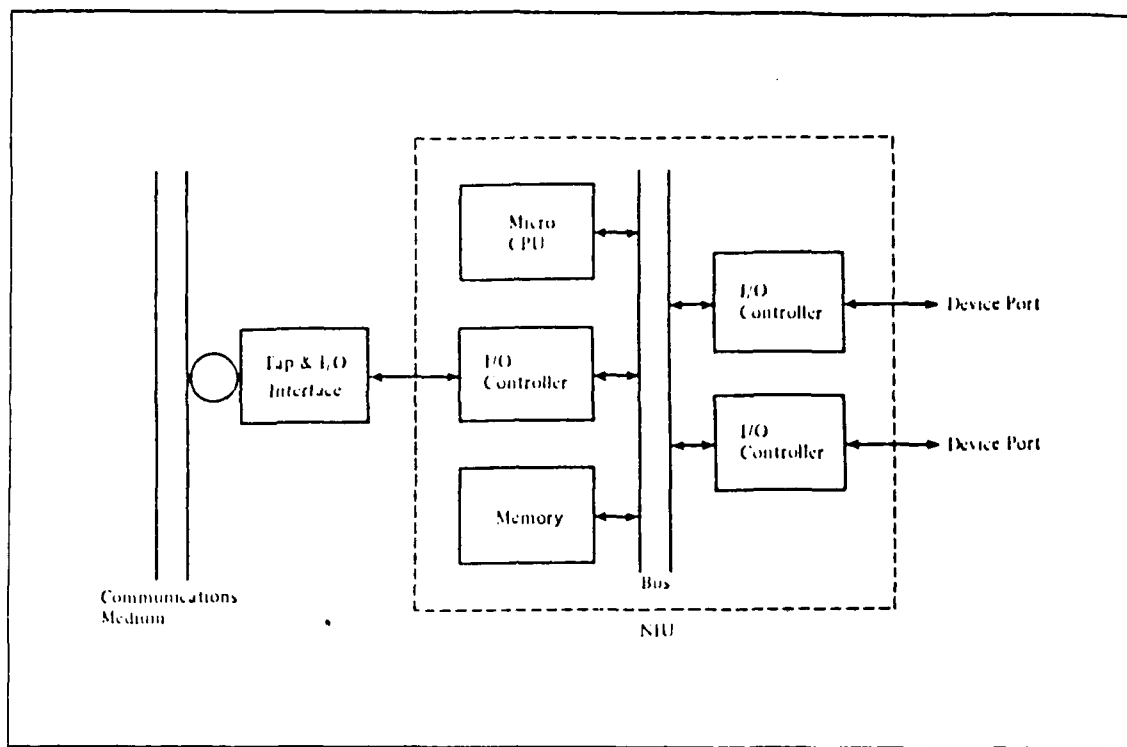 Micro
CPU
I/O
Controller
Device Port
Tap & I/O
Interface
I/O
Controller
I/O
Controller
Device Port
Memory
Bus
Communications
Medium
NIU